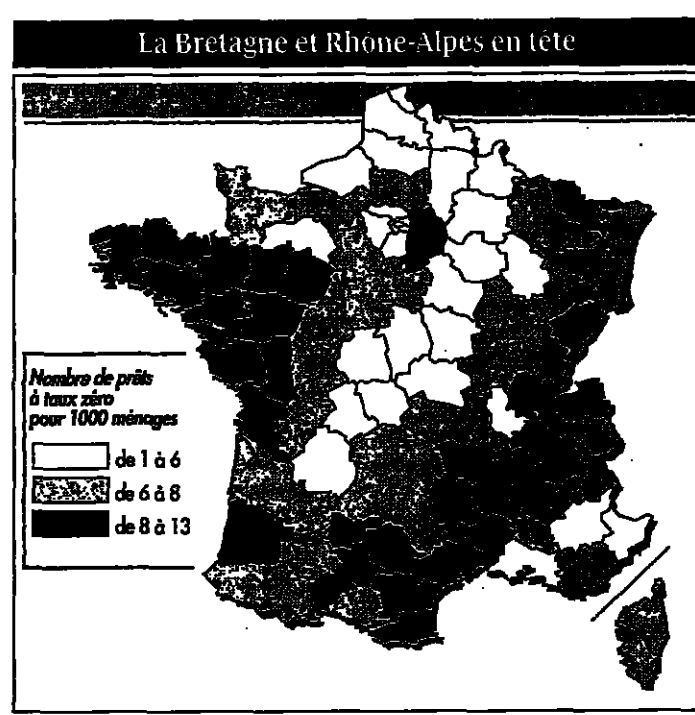 La Bretagne et Rhône-Alpes en tête
Nombre de prêts
à taux zéro
pour 1000 ménages
de 1 à 6
de 6 à 8
de 8 à 13